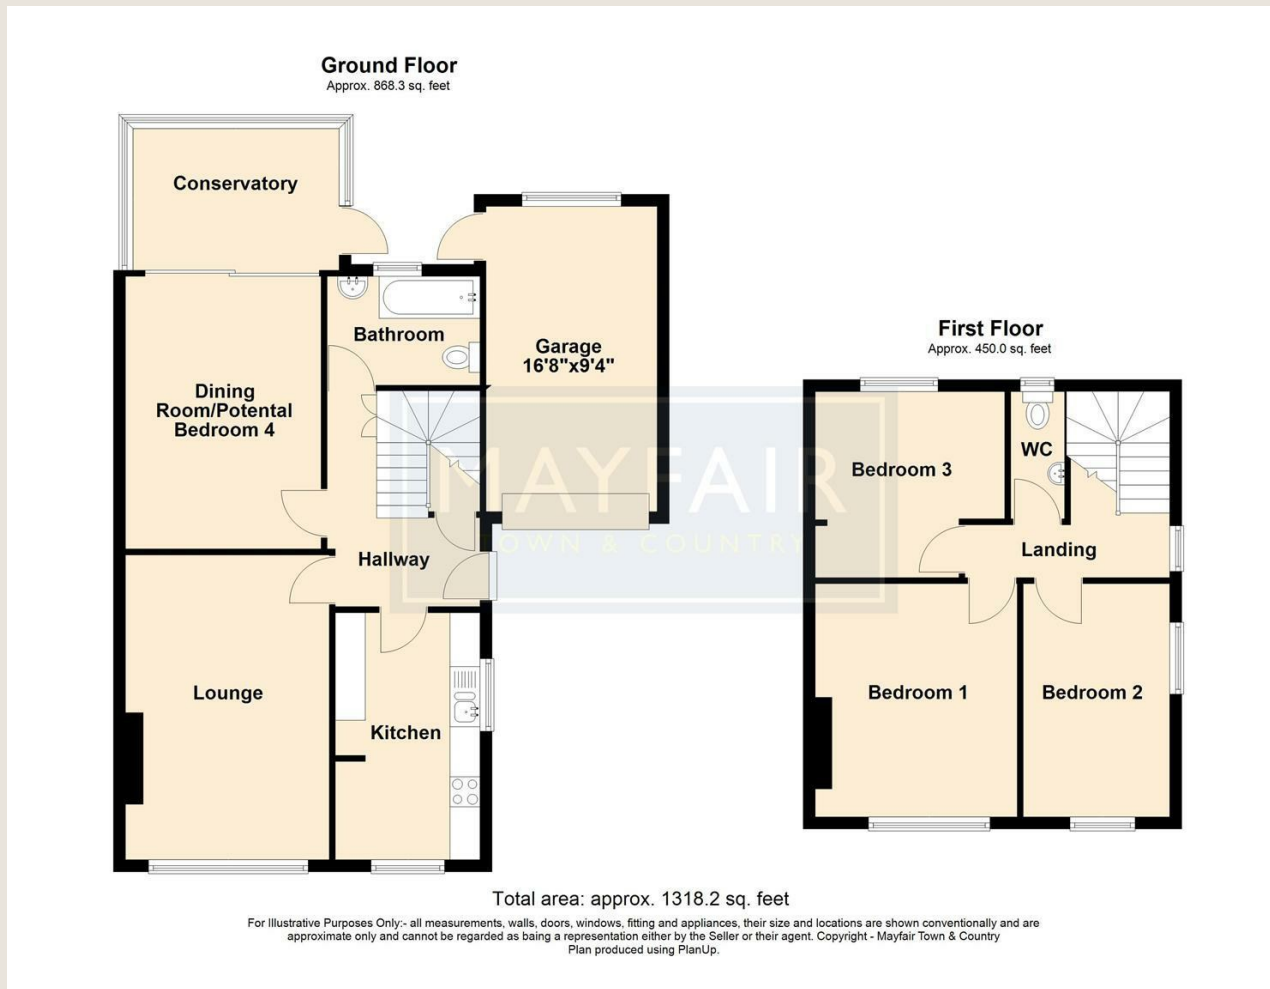 Ground Floor
Approx. 868.3 sq. feet
Conservatory
Bathroom
Garage
16'8"x9'4"
Dining
Room/Potental
Bedroom 4
Hallway
Lounge
Kitchen
First Floor
Approx. 450.0 sq. feet
Bedroom 3
WC
Landing
Bedroom 1
Bedroom 2
MAYFAIR
TOWN & COUNTRY
Total area: approx. 1318.2 sq. feet
For Illustrative Purposes Only:- all measurements, walls, doors, windows, fitting and appliances, their size and locations are shown conventionally and are
approximate only and cannot be regarded as being a representation either by the Seller or their agent. Copyright - Mayfair Town & Country
Plan produced using PlanUp.